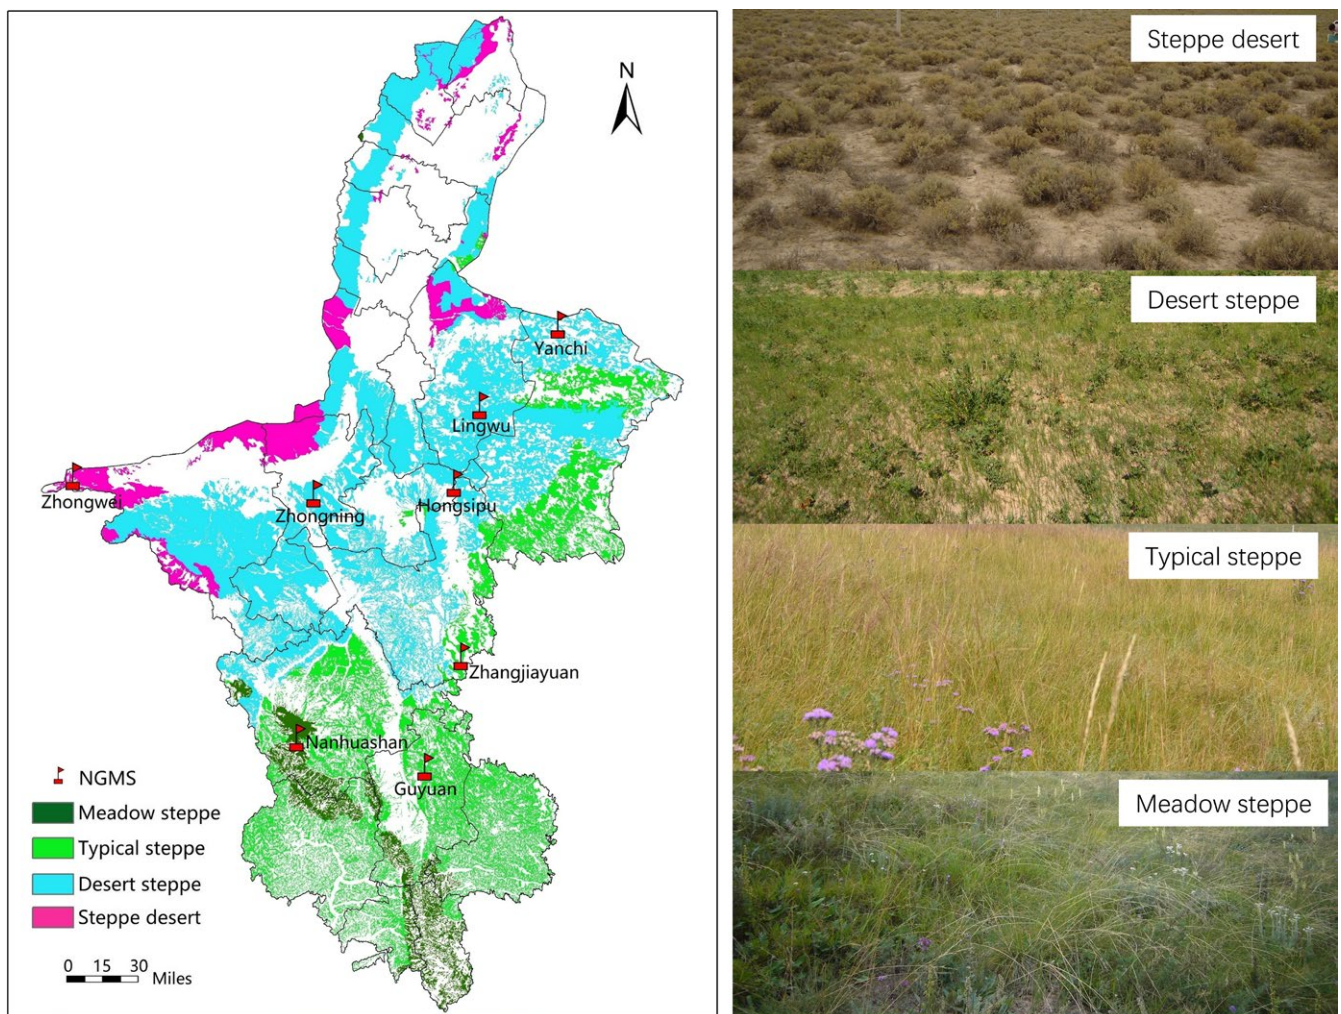 N
Yanchi
Lingwu
Zhongwei
Zhongning
Hongsipu
Zhangjiayuan
Nanhuashan
Guyuan
NGMS
Meadow steppe
Typical steppe
Desert steppe
Steppe desert
0 15 30
Miles
Steppe desert
Desert steppe
Typical steppe
Meadow steppe